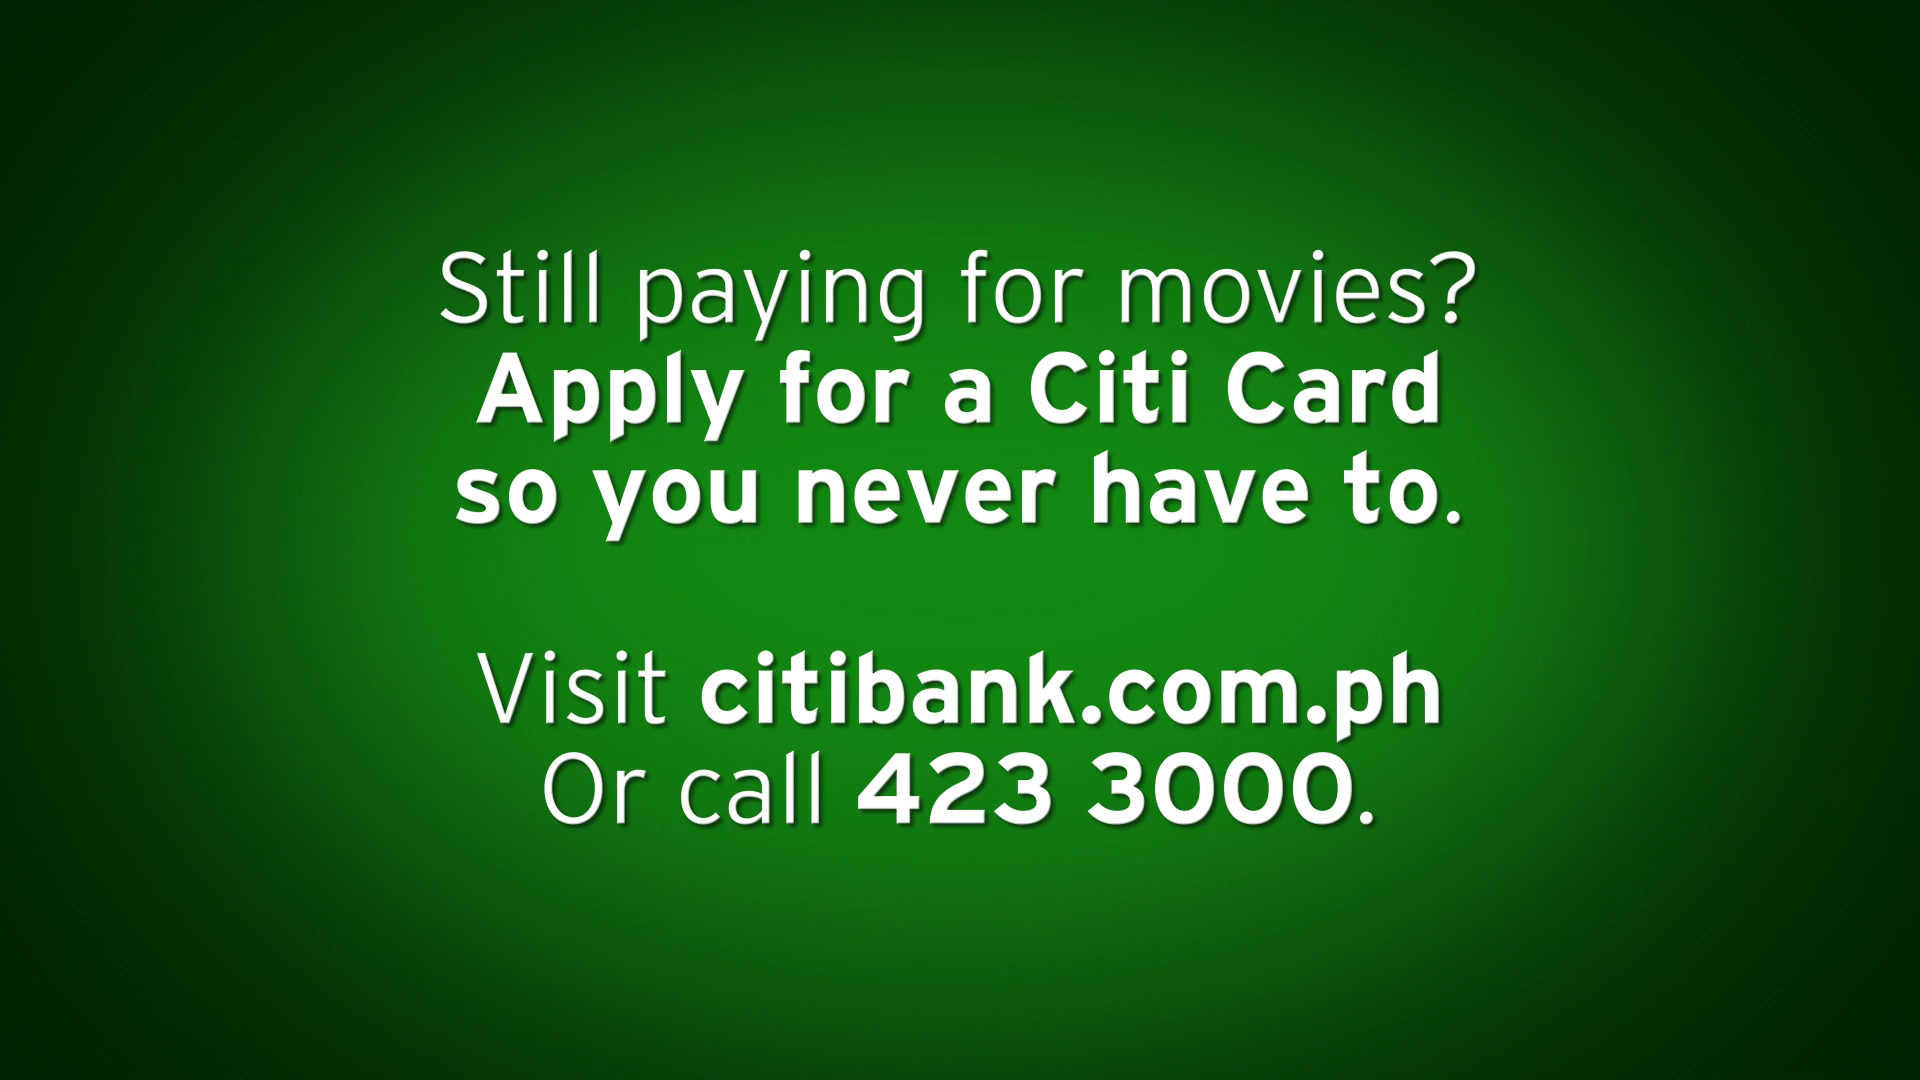 Still paying for movies?
Apply for a Citi Card
so you never have to.
Visit citibank.com.ph
Or call 423 3000.